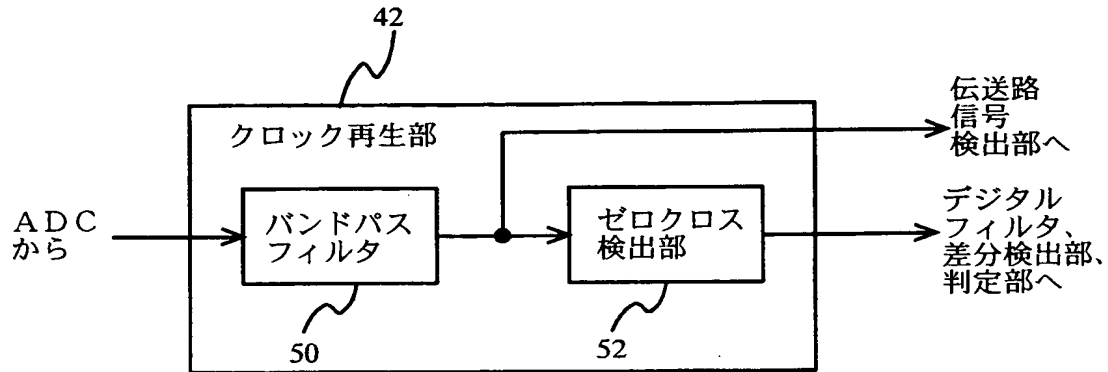 42
クロック再生部
伝送路
信号
検出部へ
ADC
から
バンドパス
フィルタ
ゼロクロス
検出部
デジタル
フィルタ、
差分検出部、
判定部へ
50
52